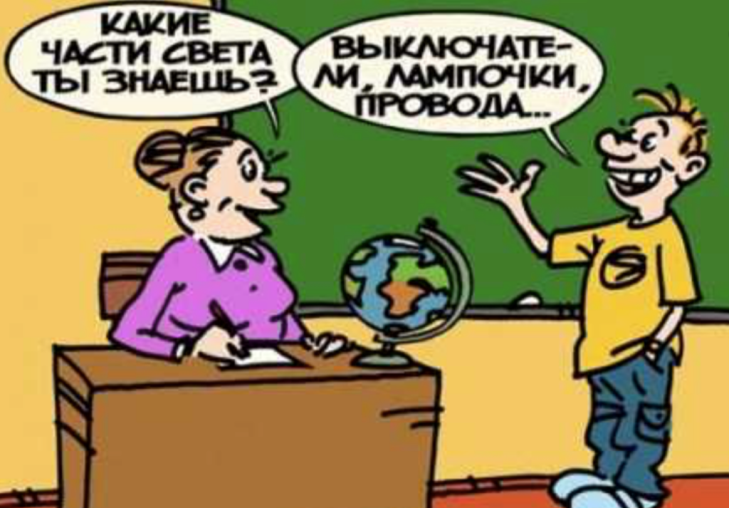 КАКИЕ
ЧАСТИ СВЕТА
ТЫ ЗНАЕШЬ?
ВЫКЛЮЧАТЕ-
ЛИ, ЛАМПОЧКИ,
ПРОВОДА...